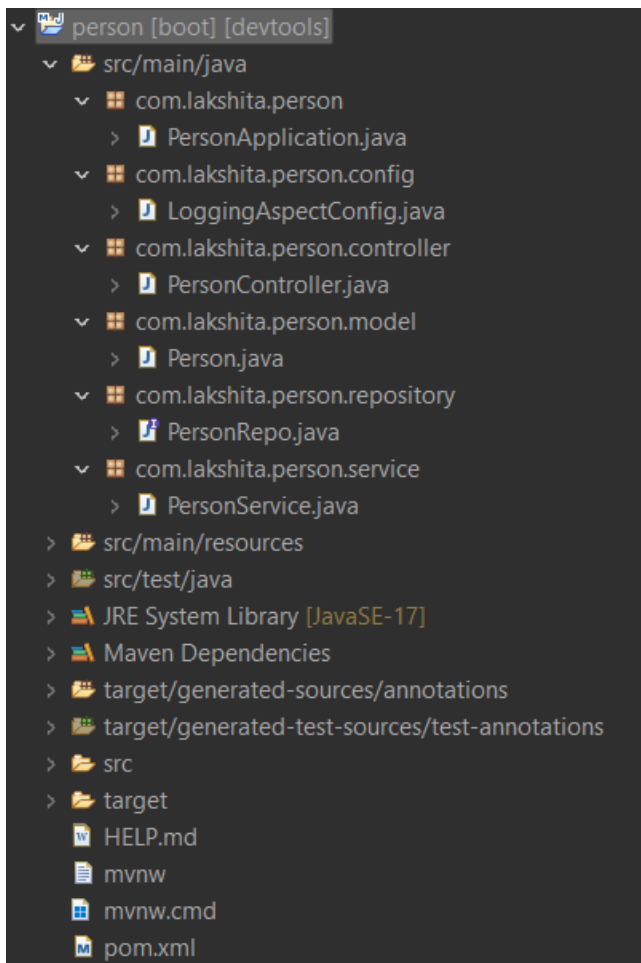 person [boot] [devtools]
src/main/java
com.lakshita.person
PersonApplication.java
com.lakshita.person.config
LoggingAspectConfig.java
com.lakshita.person.controller
PersonController.java
com.lakshita.person.model
Person.java
com.lakshita.person.repository
PersonRepo.java
com.lakshita.person.service
PersonService.java
src/main/resources
src/test/java
JRE System Library [JavaSE-17]
Maven Dependencies
target/generated-sources/annotations
target/generated-test-sources/test-annotations
src
target
HELP.md
mvnw
mvnw.cmd
pom.xml